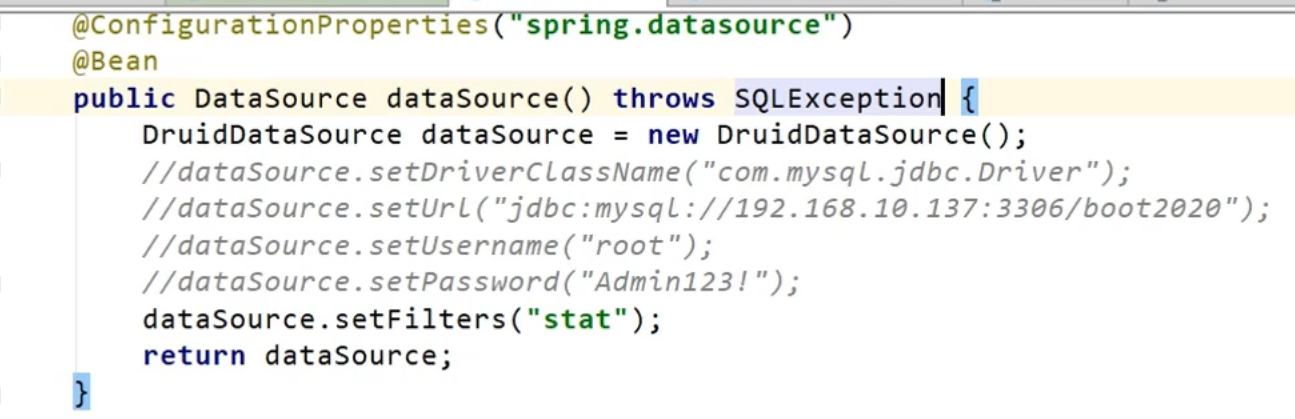 @ConfigurationProperties("spring.datasource")
@Bean
public DataSource dataSource() throws SQLException {
DruidDataSource dataSource = new DruidDataSource();
//dataSource.setDriverClassName("com.mysql.jdbc.Driver");
//dataSource.setUrl("jdbc:mysql://192.168.10.137:3306/boot2020");
//dataSource.setUsername("root");
//dataSource.setPassword("Admin123!");
dataSource.setFilters("stat");
return dataSource;
}